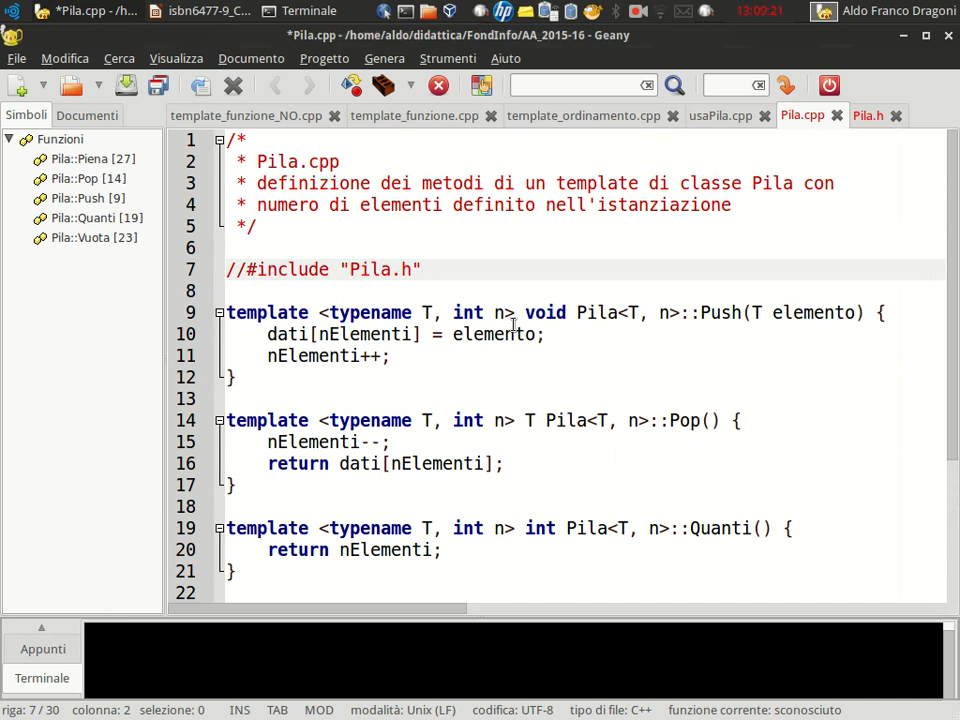 *Pila.cpp - /h... isbn6477-9_C... Terminale 13:09:21 Aldo Franco Dragoni
*Pila.cpp - /home/aldo/didattica/FondInfo/AA_2015-16 - Geany
File Modifica Cerca Visualizza Documento Progetto Genera Strumenti Aiuto
Simboli Documenti template_funzione_NO.cpp template_funzione.cpp template_ordinamento.cpp usaPila.cpp Pila.cpp Pila.h
Funzioni
Pila::Piena [27]
Pila::Pop [14]
Pila::Push [9]
Pila::Quanti [19]
Pila::Vuota [23]
1 /*
2 * Pila.cpp
3 * definizione dei metodi di un template di classe Pila con
4 * numero di elementi definito nell'istanziazione
5 */
6
7 //#include "Pila.h"
8
9 template <typename T, int n> void Pila<T, n>::Push(T elemento) {
10 dati[nElementi] = elemento;
11 nElementi++;
12 }
13
14 template <typename T, int n> T Pila<T, n>::Pop() {
15 nElementi--;
16 return dati[nElementi];
17 }
18
19 template <typename T, int n> int Pila<T, n>::Quanti() {
20 return nElementi;
21 }
22
Appunti
Terminale
riga: 7 / 30 colonna: 2 selezione: 0 INS TAB MOD modalità: Unix (LF) codifica: UTF-8 tipo di file: C++ funzione corrente: sconosciuto